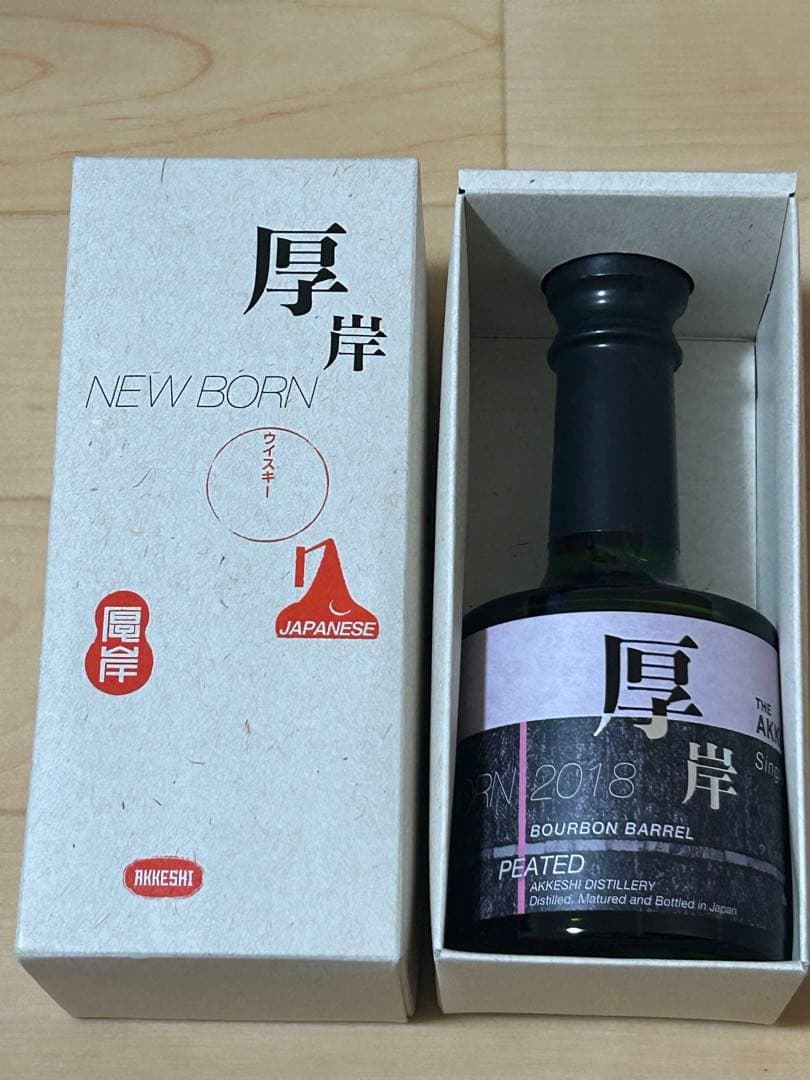 厚岸
NEW BORN
ウイスキー
JAPANESE
厚岸
AKKESHI
厚岸
THE
2018
BOURBON BARREL
PEATED
AKKESHI DISTILLERY
Distilled, Matured and Bottled in Japan